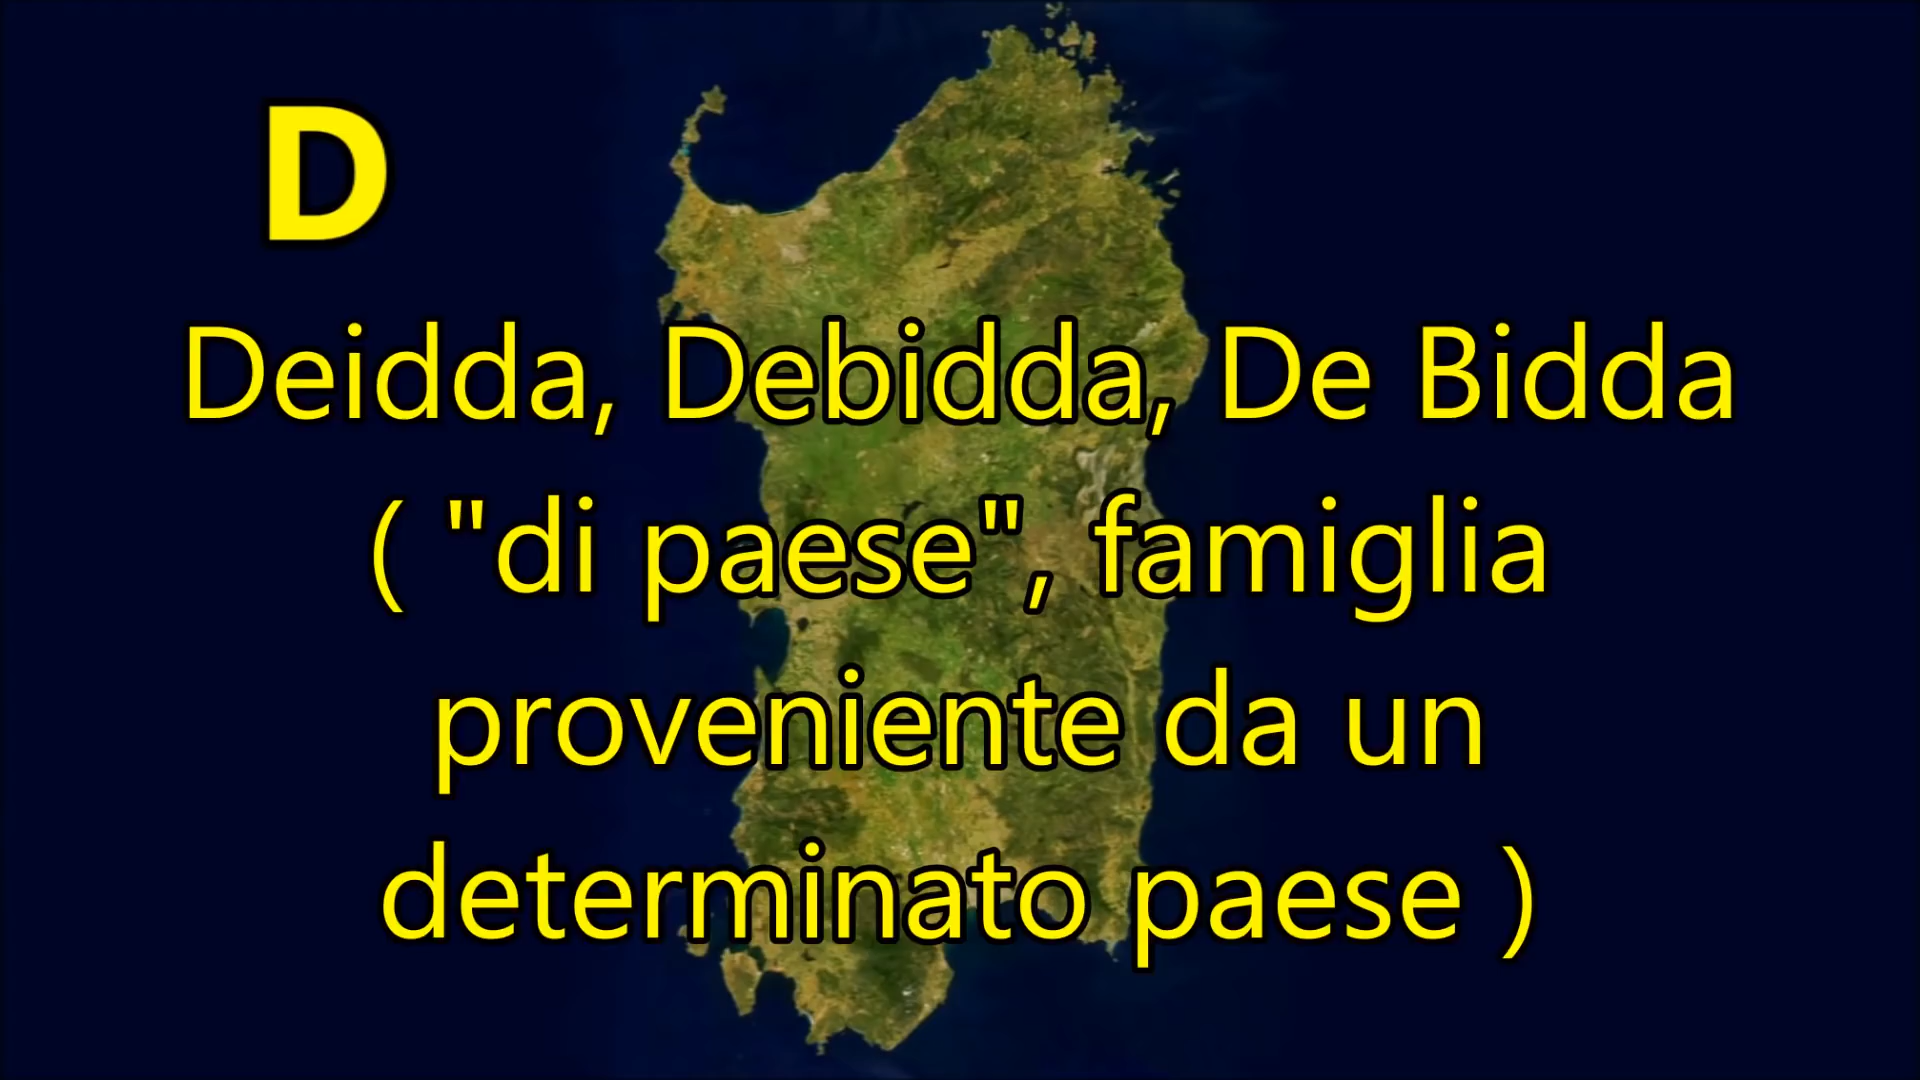 D
Deidda, Debidda, De Bidda
( "di paese", famiglia
proveniente da un
determinato paese )